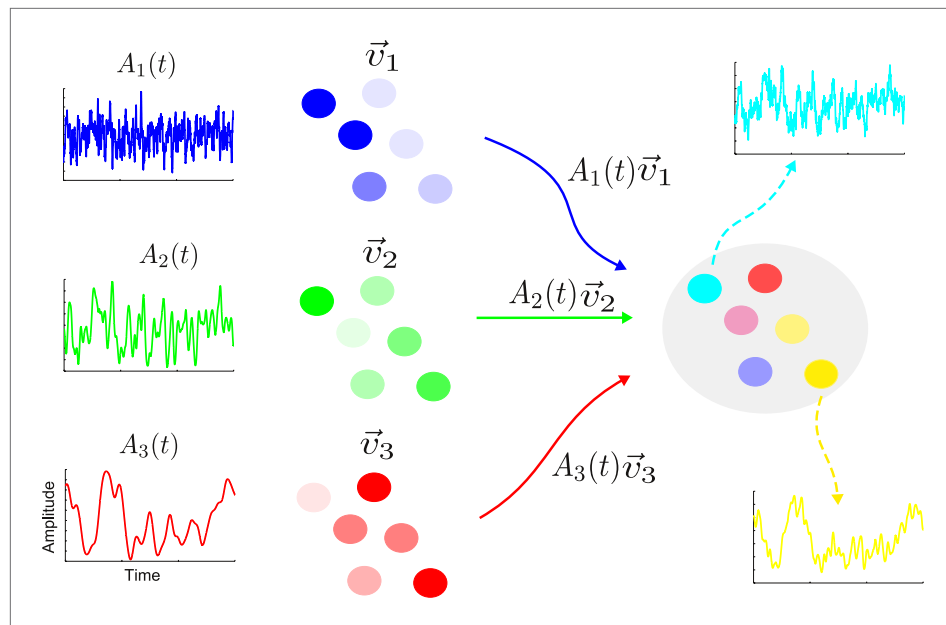 A₁(t)
v⃗₁
A₁(t)v⃗₁
A₂(t)
v⃗₂
A₂(t)v⃗₂
A₃(t)
v⃗₃
A₃(t)v⃗₃
Amplitude
Time